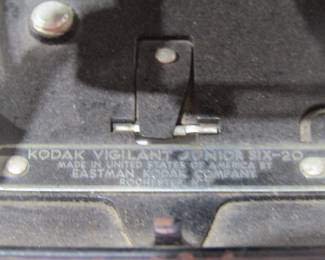 KODAK VIGILANT JUNIOR SIX-20
MADE IN UNITED STATES OF AMERICA BY
EASTMAN KODAK COMPANY
ROCHESTER, N.Y.